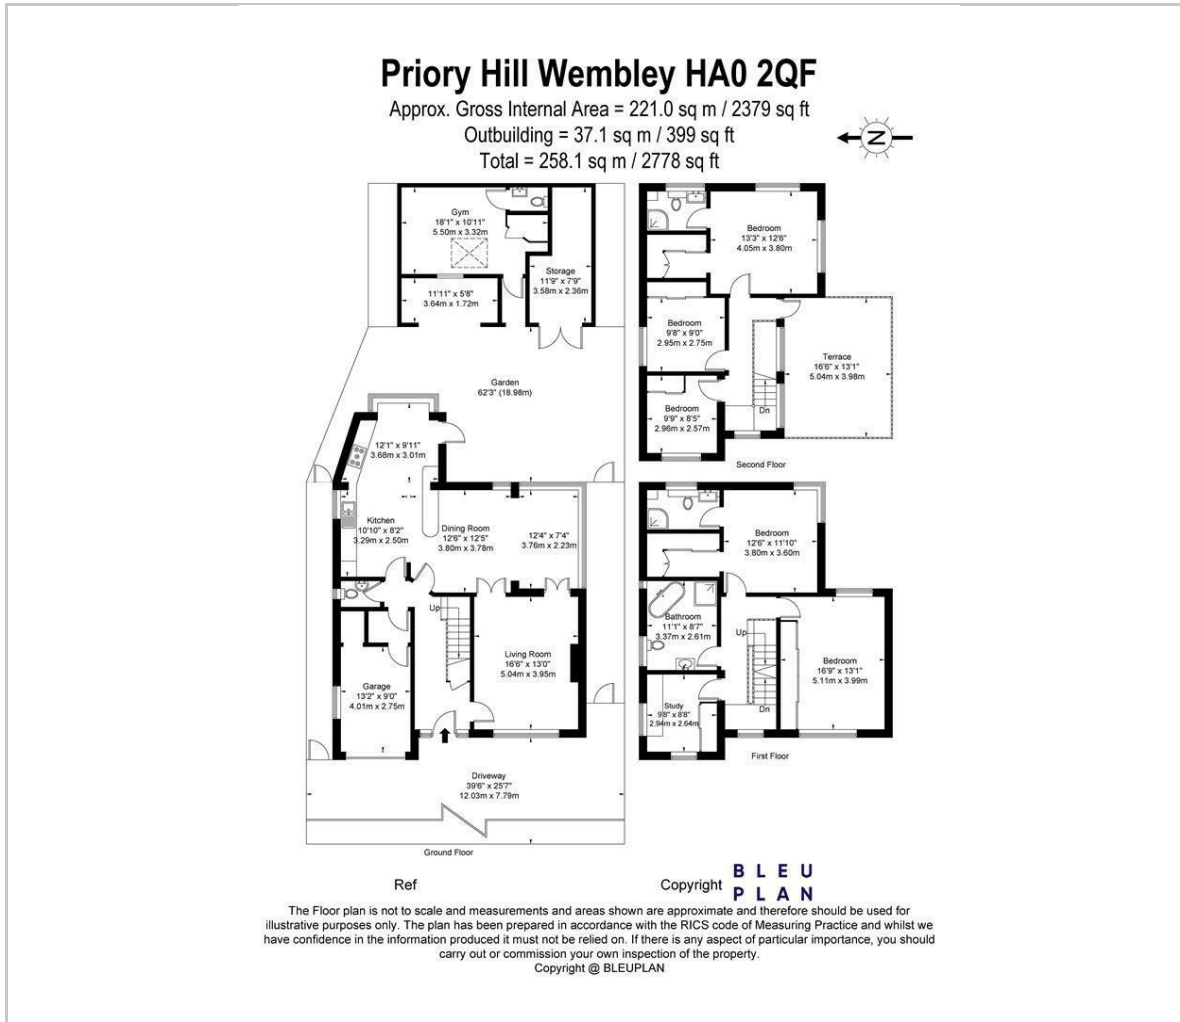 Priory Hill Wembley HA0 2QF
Approx. Gross Internal Area = 221.0 sq m / 2379 sq ft
Outbuilding = 37.1 sq m / 399 sq ft
Total = 258.1 sq m / 2778 sq ft
N
Gym
18'1" x 10'11"
5.50m x 3.32m
11'11" x 5'8"
3.64m x 1.72m
Storage
11'9" x 7'9"
3.58m x 2.36m
Garden
62'3" (18.98m)
12'1" x 9'11"
3.68m x 3.01m
Kitchen
10'10" x 8'2"
3.29m x 2.50m
Dining Room
12'6" x 12'5"
3.80m x 3.78m
12'4" x 7'4"
3.76m x 2.23m
Up
Living Room
16'6" x 13'0"
5.04m x 3.95m
Garage
13'2" x 9'0"
4.01m x 2.75m
Driveway
39'6" x 25'7"
12.03m x 7.79m
Ground Floor
Bedroom
13'3" x 12'6"
4.05m x 3.80m
Bedroom
9'8" x 9'0"
2.95m x 2.75m
Terrace
16'6" x 13'1"
5.04m x 3.98m
Bedroom
9'9" x 8'5"
2.96m x 2.57m
Dn
Second Floor
Bedroom
12'6" x 11'10"
3.80m x 3.60m
Bathroom
11'1" x 8'7"
3.37m x 2.61m
Up
Bedroom
16'9" x 13'1"
5.11m x 3.99m
Study
9'8" x 8'8"
2.94m x 2.64m
Dn
First Floor
Ref
Copyright
BLEU
PLAN
The Floor plan is not to scale and measurements and areas shown are approximate and therefore should be used for
illustrative purposes only. The plan has been prepared in accordance with the RICS code of Measuring Practice and whilst we
have confidence in the information produced it must not be relied on. If there is any aspect of particular importance, you should
carry out or commission your own inspection of the property.
Copyright @ BLEUPLAN